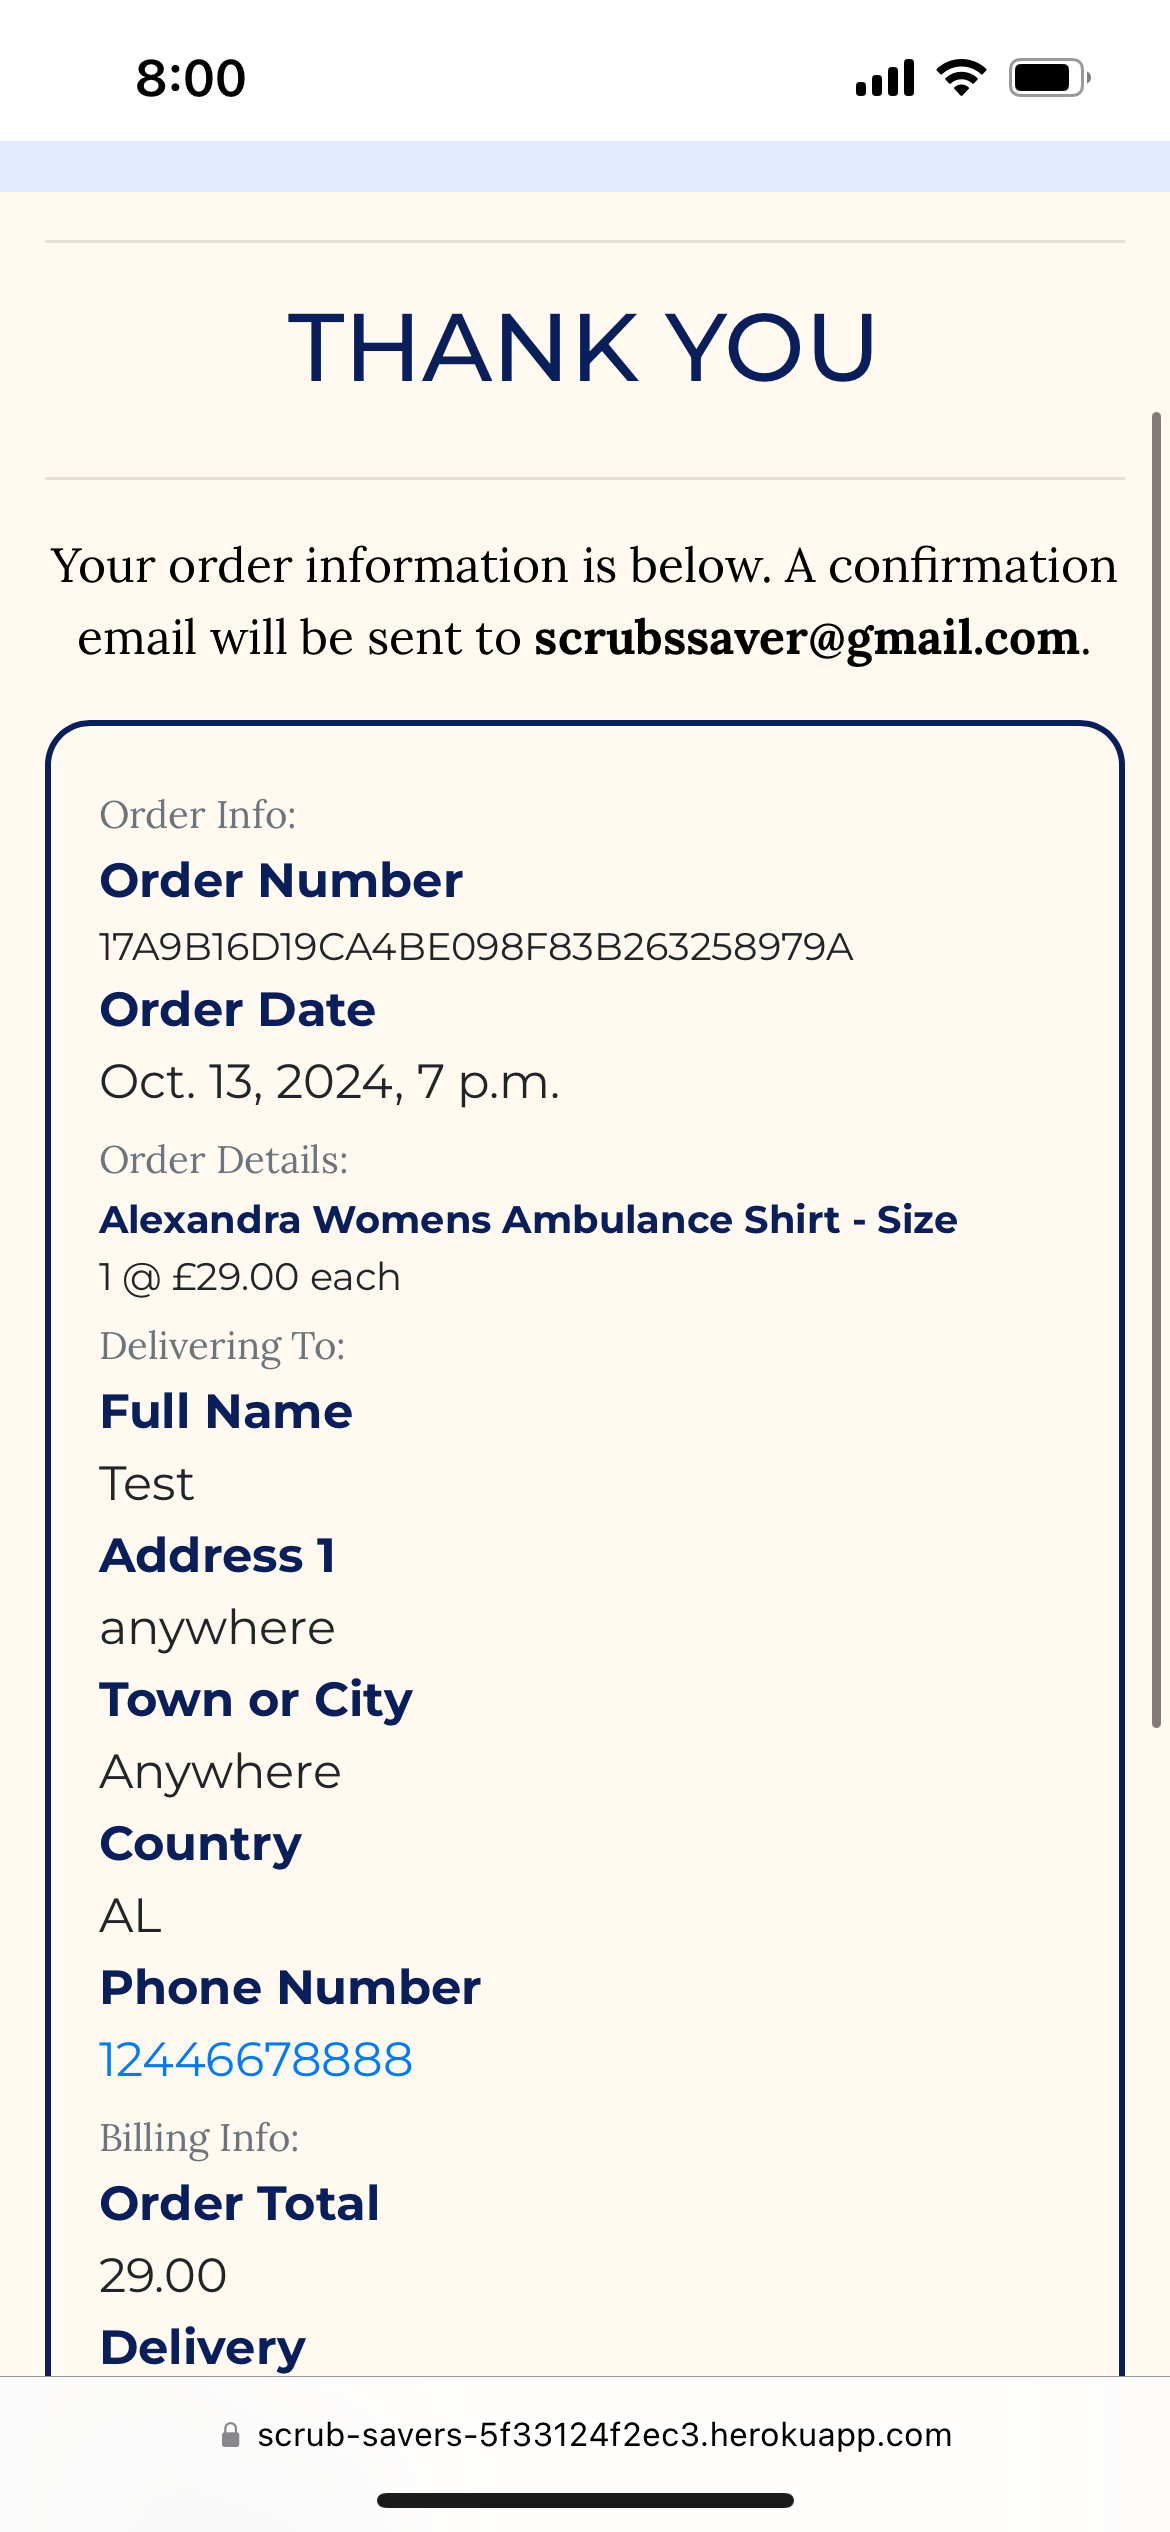 8:00
THANK YOU
Your order information is below. A confirmation
email will be sent to scrubssaver@gmail.com.
Order Info:
Order Number
17A9B16D19CA4BE098F83B263258979A
Order Date
Oct. 13, 2024, 7 p.m.
Order Details:
Alexandra Womens Ambulance Shirt - Size
1 @ £29.00 each
Delivering To:
Full Name
Test
Address 1
anywhere
Town or City
Anywhere
Country
AL
Phone Number
12446678888
Billing Info:
Order Total
29.00
Delivery
scrub-savers-5f33124f2ec3.herokuapp.com